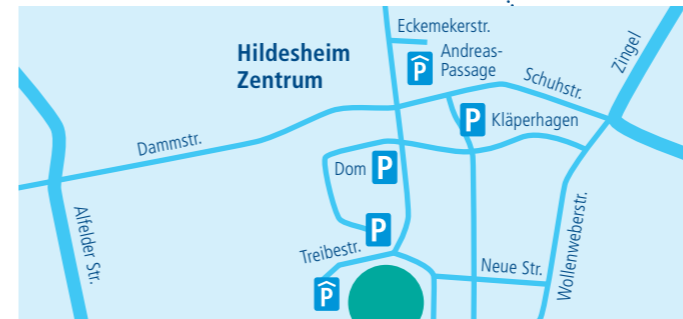 Eckemekerstr.
Hildesheim
Zentrum
P
Andreas-
Passage
Schuhstr.
Zingel
P
Kläperhagen
Dammstr.
Dom
P
P
Alfelder Str.
Treibestr.
P
Neue Str.
Wollenweberstr.